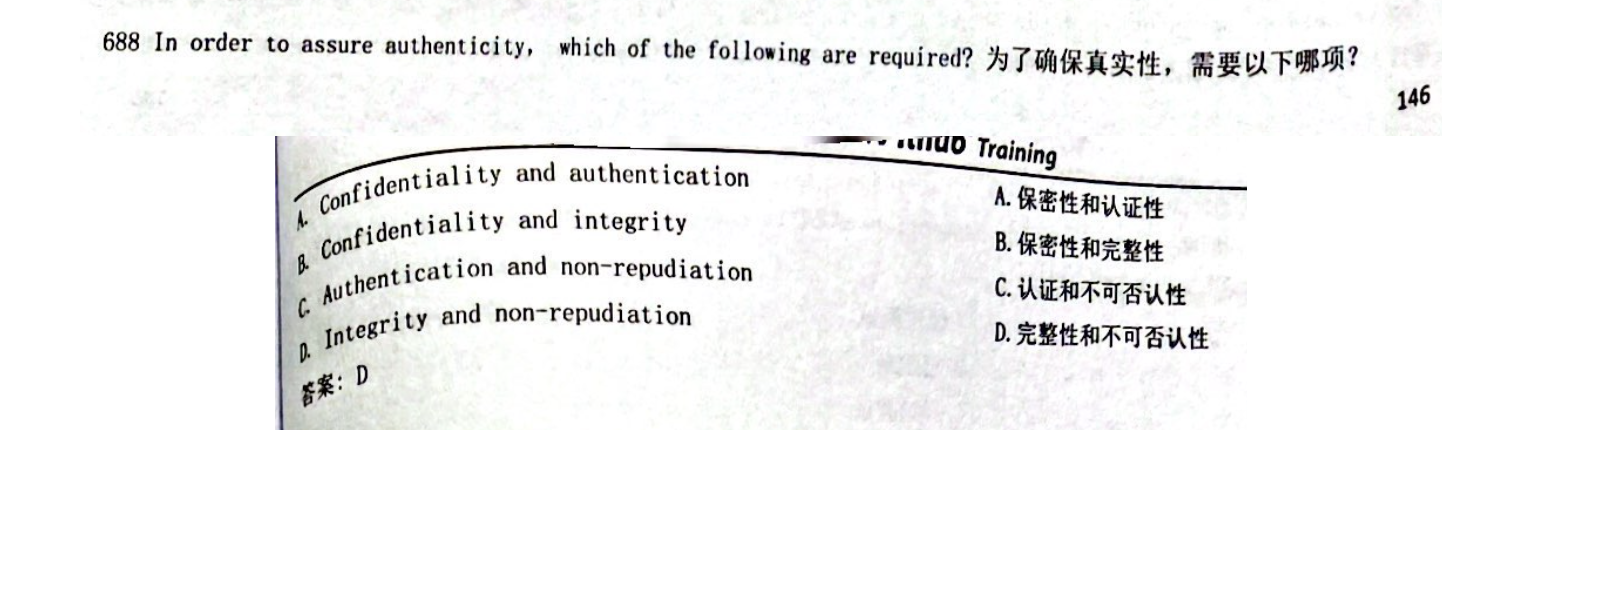 688 In order to assure authenticity, which of the following are required? 为了确保真实性，需要以下哪项？
146
Training
A. Confidentiality and authentication
B. Confidentiality and integrity
C. Authentication and non-repudiation
D. Integrity and non-repudiation
A. 保密性和认证性
B. 保密性和完整性
C. 认证和不可否认性
D. 完整性和不可否认性
答案：D